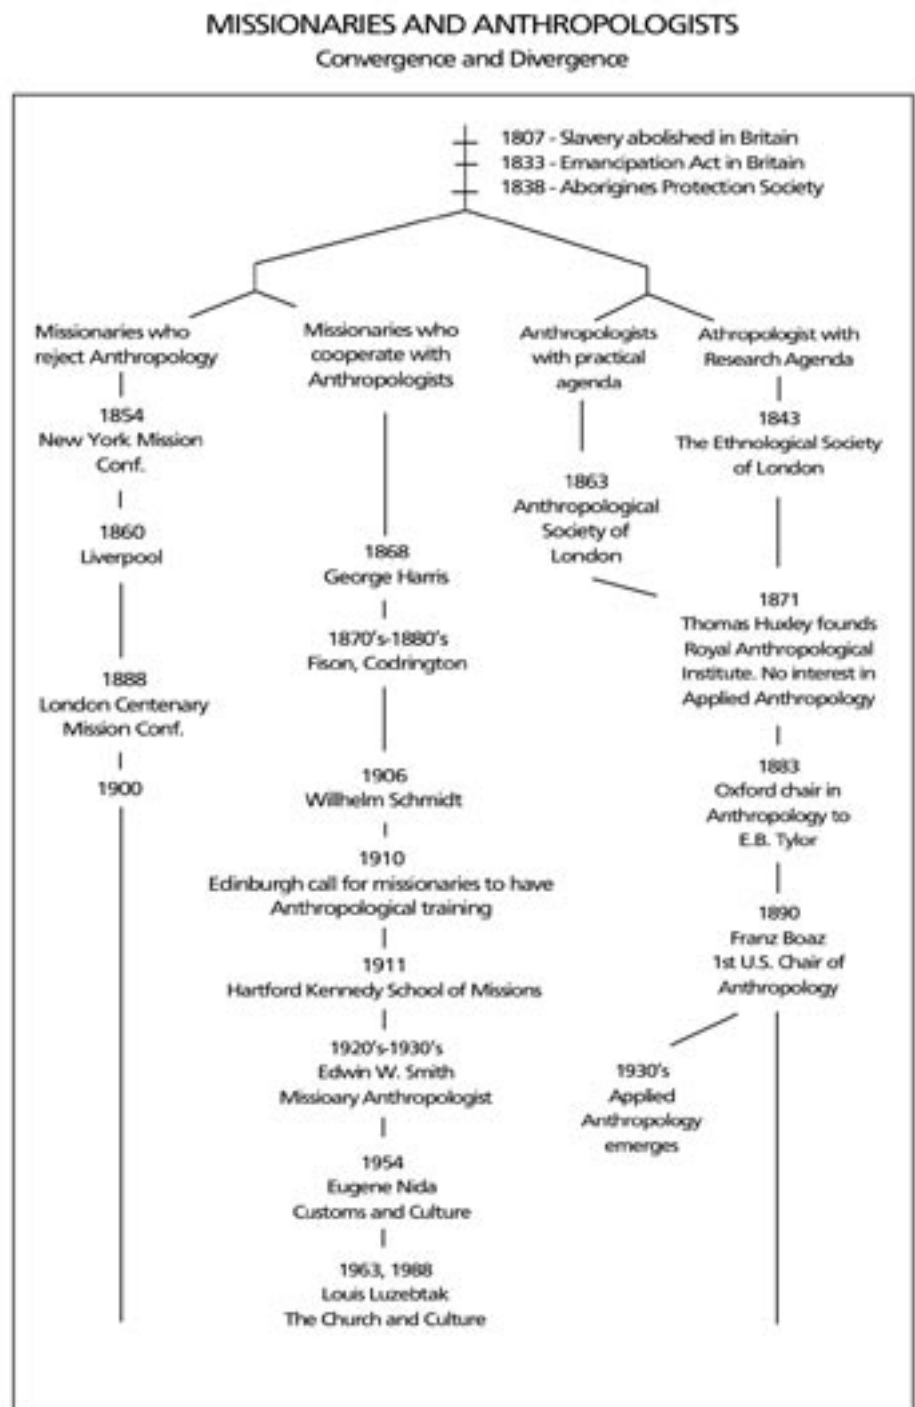 MISSIONARIES AND ANTHROPOLOGISTS
Convergence and Divergence
1807 - Slavery abolished in Britain
1833 - Emancipation Act in Britain
1838 - Aborigines Protection Society
Missionaries who
reject Anthropology
1854
New York Mission
Conf.
1860
Liverpool
1888
London Centenary
Mission Conf.
1900
Missionaries who
cooperate with
Anthropologists
1868
George Harris
1870's-1880's
Fison, Codrington
1906
Willhelm Schmidt
1910
Edinburgh call for missionaries to have
Anthropological training
1911
Hartford Kennedy School of Missions
1920's-1930's
Edwin W. Smith
Missioary Anthropologist
1954
Eugene Nida
Customs and Culture
1963, 1988
Louis Luzebtak
The Church and Culture
Anthropologists
with practical
agenda
1863
Anthropological
Society of
London
Athropologist with
Research Agenda
1843
The Ethnological Society
of London
1871
Thomas Huxley founds
Royal Anthropological
Institute. No interest in
Applied Anthropology
1883
Oxford chair in
Anthropology to
E.B. Tylor
1890
Franz Boaz
1st U.S. Chair of
Anthropology
1930's
Applied
Anthropology
emerges